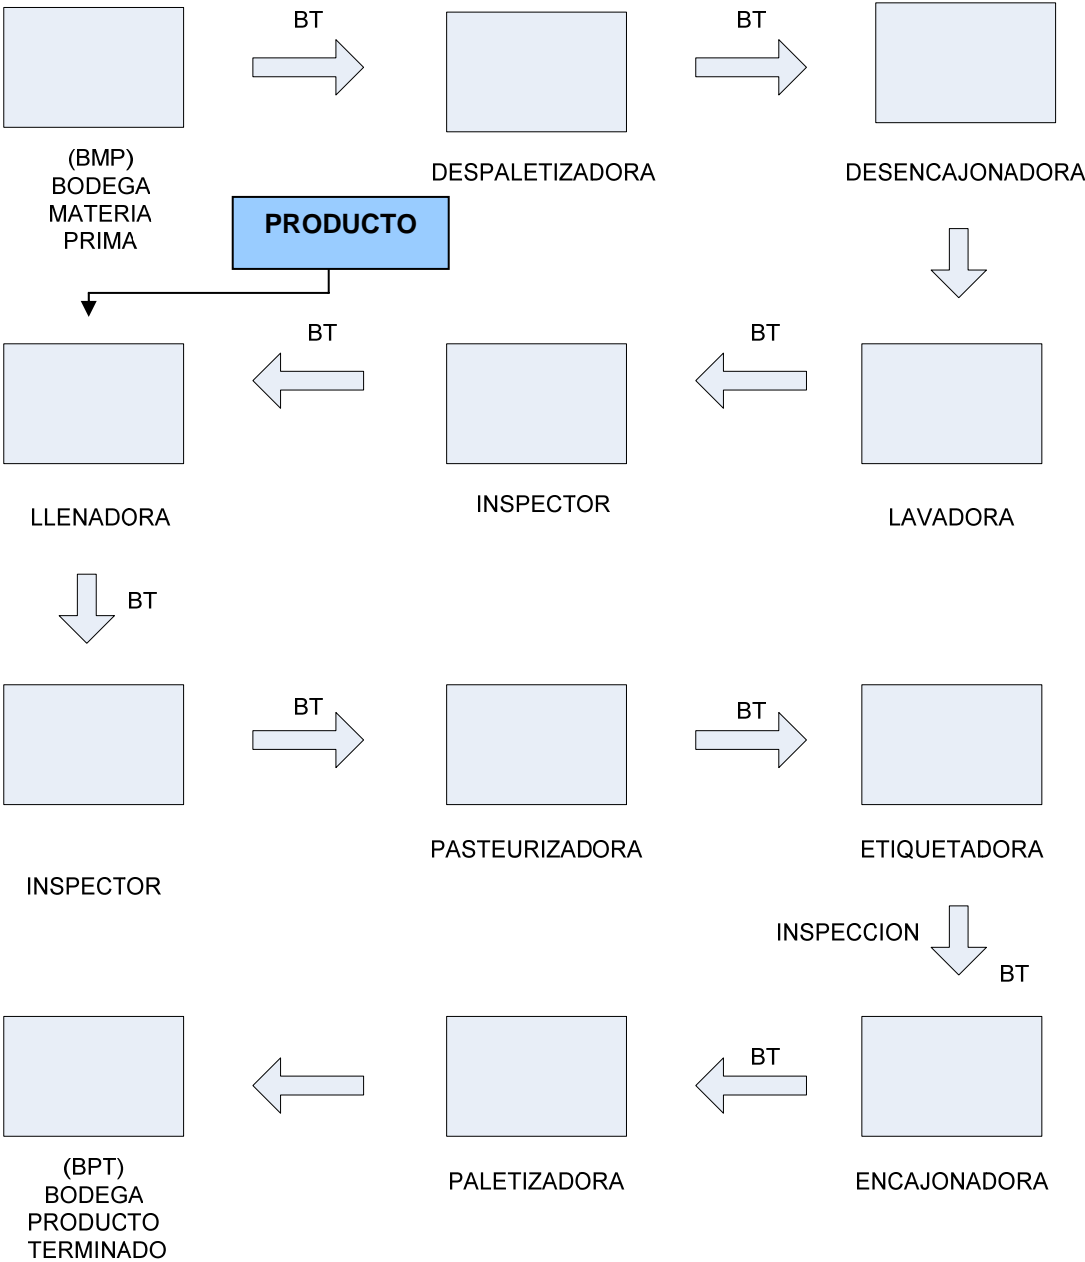 BT
BT
(BMP)
BODEGA
MATERIA
PRIMA
DESPALETIZADORA
DESENCAJONADORA
PRODUCTO
BT
BT
LLENADORA
INSPECTOR
LAVADORA
BT
BT
BT
INSPECTOR
PASTEURIZADORA
ETIQUETADORA
INSPECCION
BT
BT
(BPT)
BODEGA
PRODUCTO
TERMINADO
PALETIZADORA
ENCAJONADORA